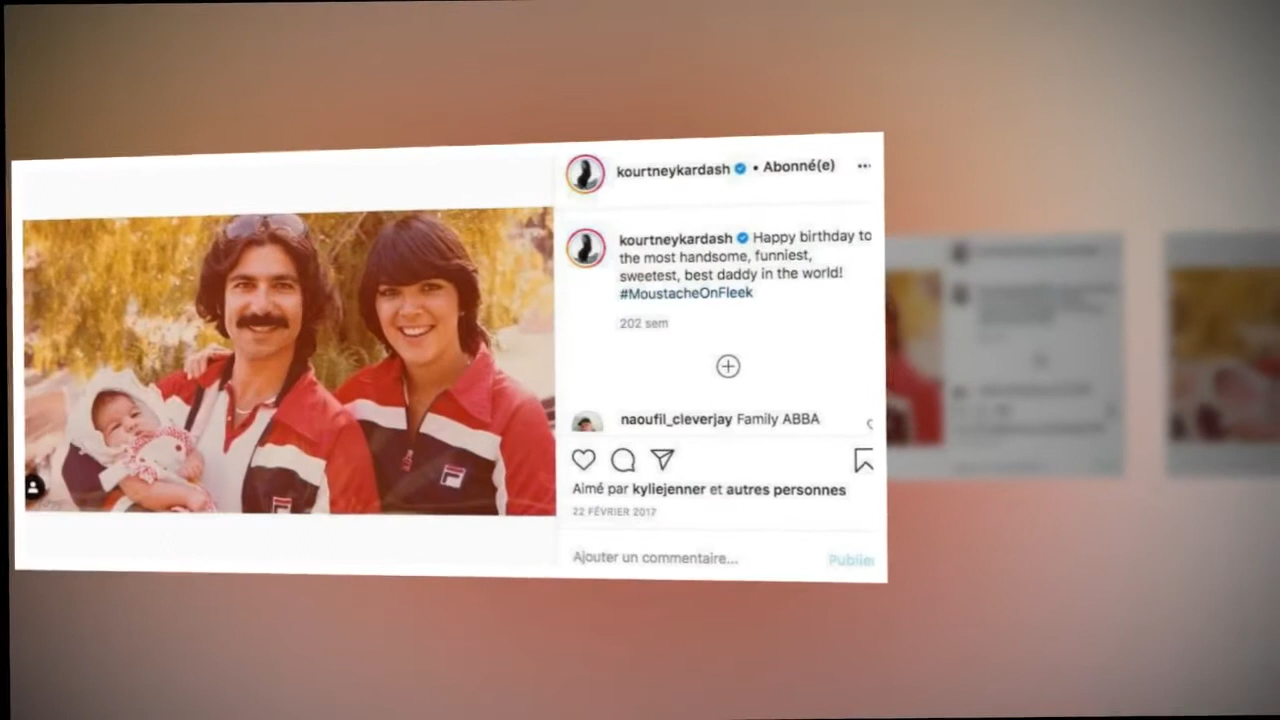 kourtneykardash • Abonné(e)
kourtneykardash Happy birthday to
the most handsome, funniest,
sweetest, best daddy in the world!
#MoustacheOnFleek
202 sem
naoufil_cleverjay Family ABBA
Aimé par kyliejenner et autres personnes
22 FÉVRIER 2017
Ajouter un commentaire...
Publier